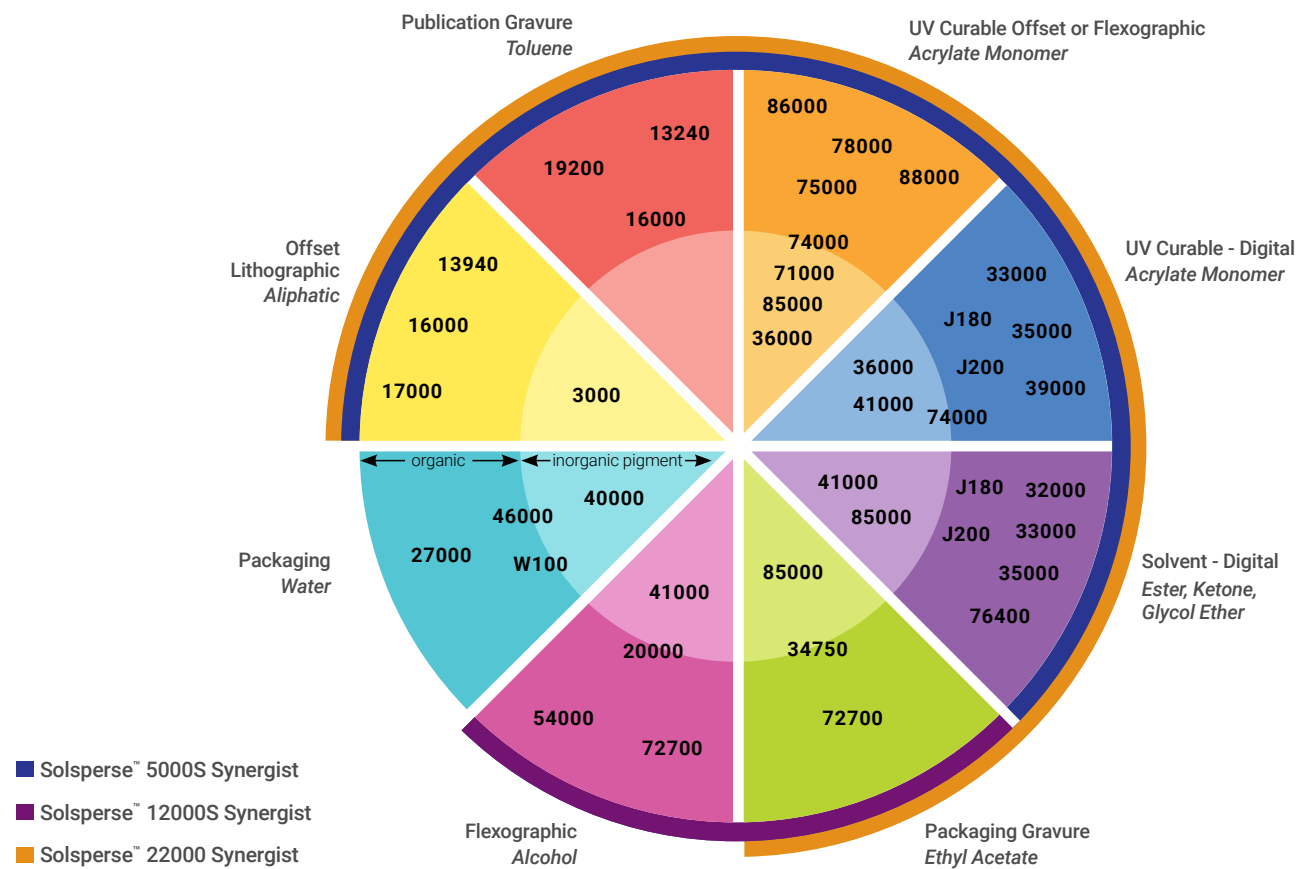 Publication Gravure
Toluene
UV Curable Offset or Flexographic
Acrylate Monomer
86000
78000
88000
75000
74000
71000
85000
36000
13240
19200
16000
Offset
Lithographic
Aliphatic
13940
16000
17000
3000
UV Curable - Digital
Acrylate Monomer
33000
J180
35000
J200
39000
36000
41000
74000
organic
inorganic pigment
40000
46000
27000
W100
Packaging
Water
41000
85000
J180
32000
J200
33000
35000
76400
Solvent - Digital
Ester, Ketone,
Glycol Ether
41000
20000
54000
72700
85000
34750
72700
Flexographic
Alcohol
Packaging Gravure
Ethyl Acetate
Solsperse™ 5000S Synergist
Solsperse™ 12000S Synergist
Solsperse™ 22000 Synergist